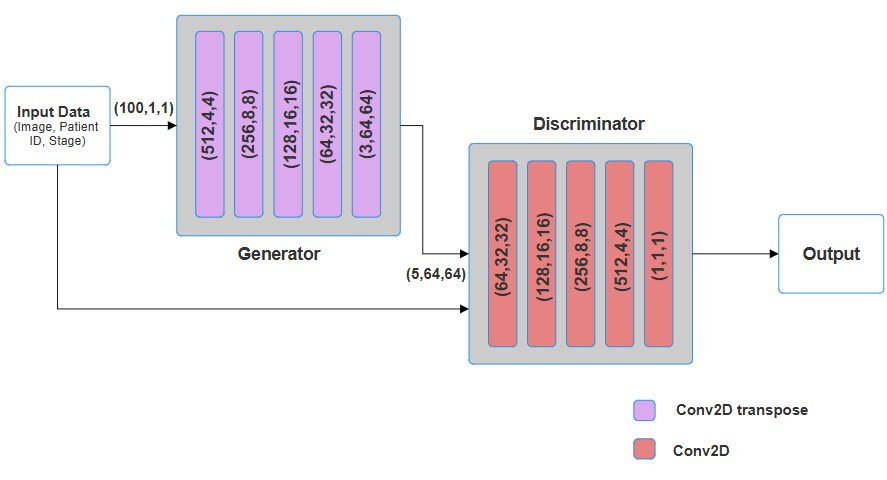 Input Data
(Image, Patient
ID, Stage)
(100,1,1)
(512,4,4)
(256,8,8)
(128,16,16)
(64,32,32)
(3,64,64)
Generator
Discriminator
(5,64,64)
(64,32,32)
(128,16,16)
(256,8,8)
(512,4,4)
(1,1,1)
Output
Conv2D transpose
Conv2D